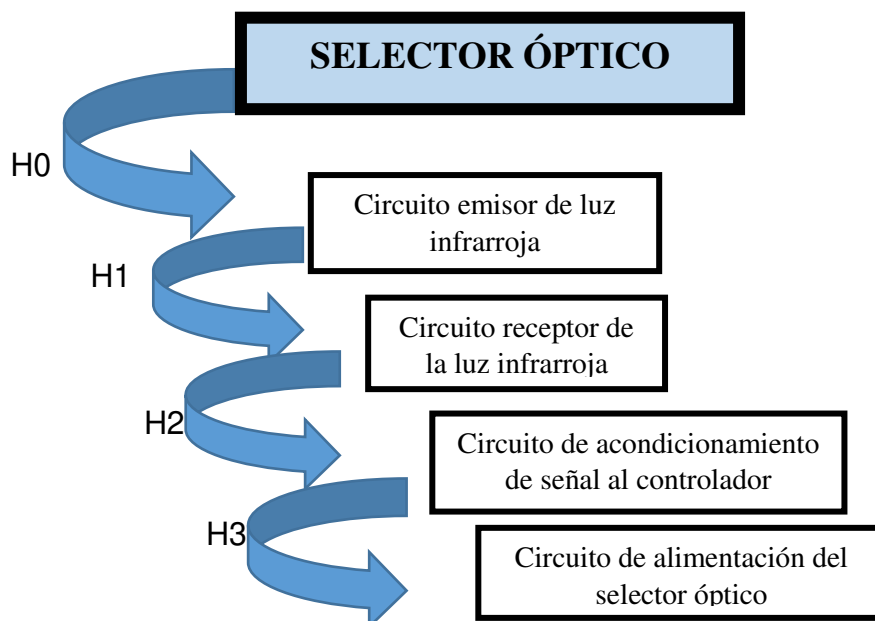 SELECTOR ÓPTICO
H0
Circuito emisor de luz
infrarroja
H1
Circuito receptor de
la luz infrarroja
H2
Circuito de acondicionamiento
de señal al controlador
H3
Circuito de alimentación del
selector óptico